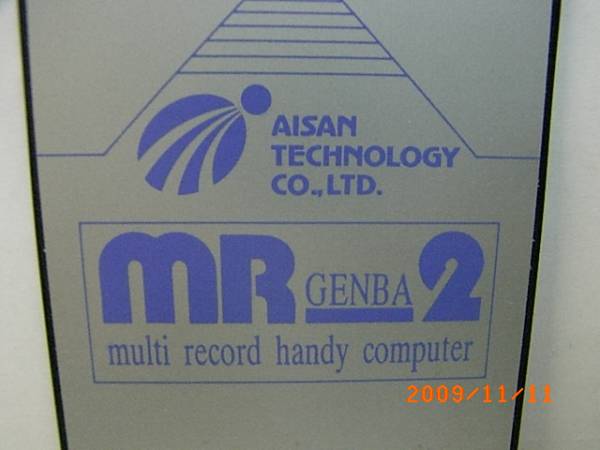 AISAN
TECHNOLOGY
CO.,LTD.
MR GENBA 2
multi record handy computer
2009/11/11